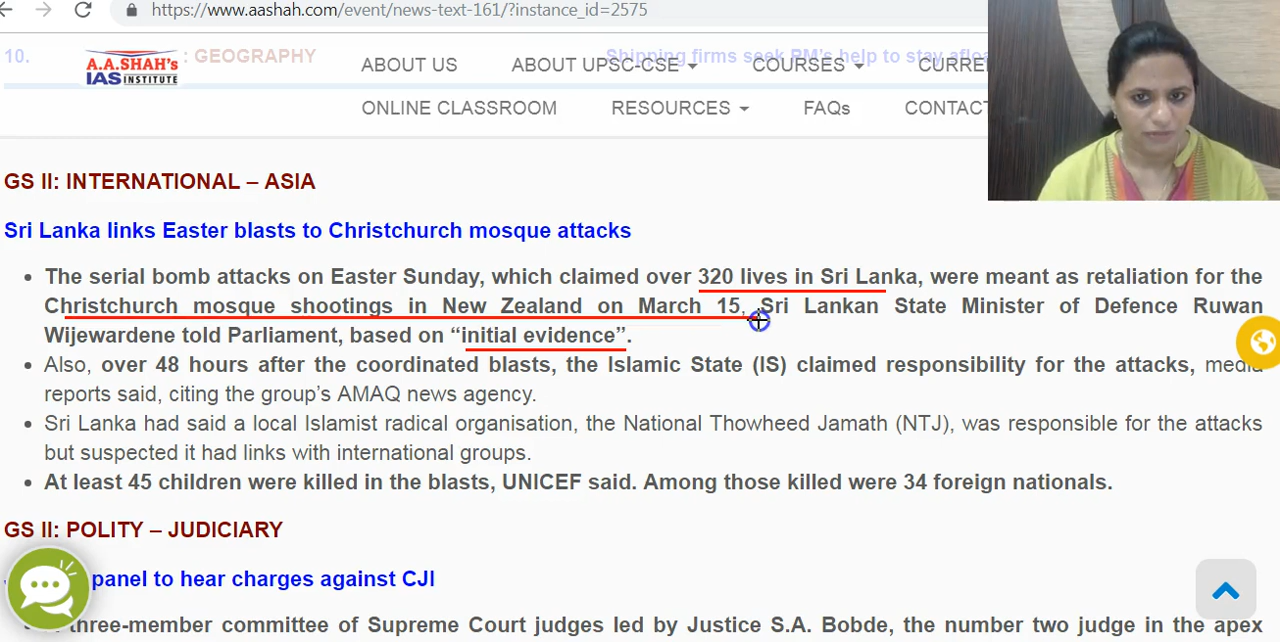 https://www.aashah.com/event/news-text-161/?instance_id=2575
10. : GEOGRAPHY Shipping firms seek PM's help to stay afloa
A.A.SHAH'S
IAS INSTITUTE
ABOUT US ABOUT UPSC-CSE COURSES CURRE
ONLINE CLASSROOM RESOURCES FAQs CONTACT
GS II: INTERNATIONAL – ASIA
Sri Lanka links Easter blasts to Christchurch mosque attacks
• The serial bomb attacks on Easter Sunday, which claimed over 320 lives in Sri Lanka, were meant as retaliation for the
Christchurch mosque shootings in New Zealand on March 15, Sri Lankan State Minister of Defence Ruwan
Wijewardene told Parliament, based on “initial evidence”.
• Also, over 48 hours after the coordinated blasts, the Islamic State (IS) claimed responsibility for the attacks, media
reports said, citing the group's AMAQ news agency.
• Sri Lanka had said a local Islamist radical organisation, the National Thowheed Jamath (NTJ), was responsible for the attacks
but suspected it had links with international groups.
• At least 45 children were killed in the blasts, UNICEF said. Among those killed were 34 foreign nationals.
GS II: POLITY – JUDICIARY
panel to hear charges against CJI
three-member committee of Supreme Court judges led by Justice S.A. Bobde, the number two judge in the apex